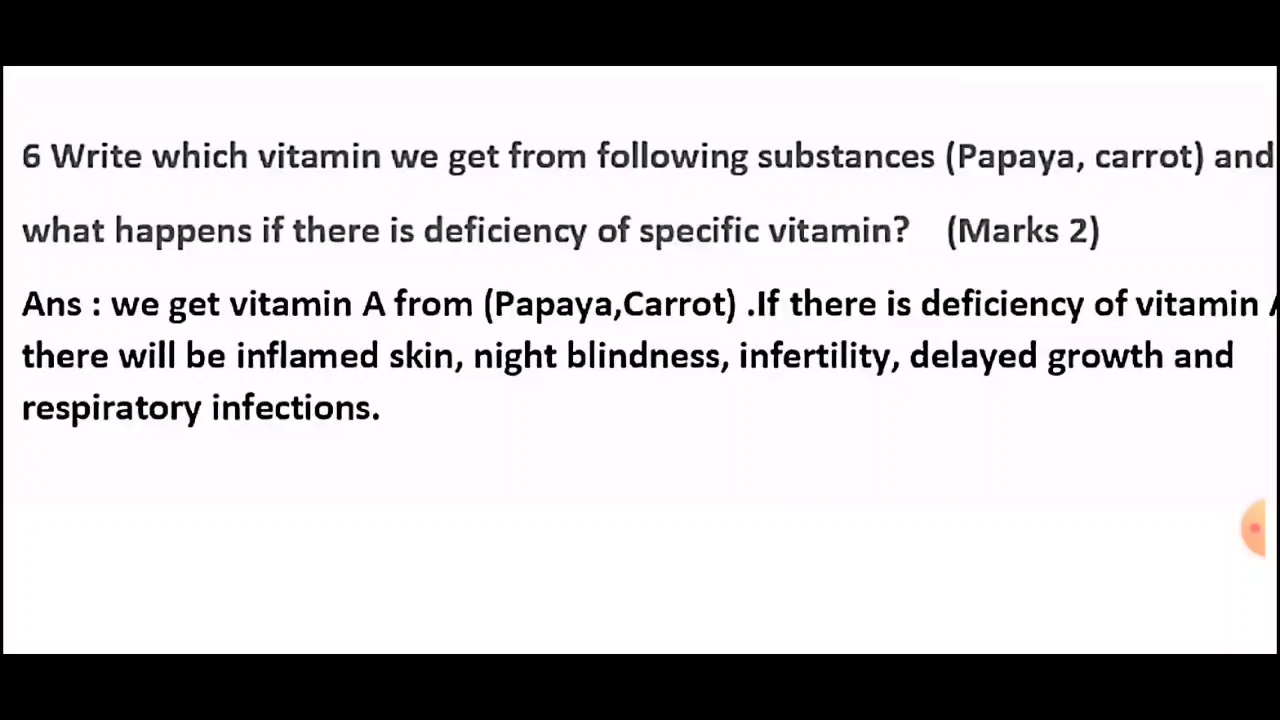 6 Write which vitamin we get from following substances (Papaya, carrot) and
what happens if there is deficiency of specific vitamin? (Marks 2)
Ans : we get vitamin A from (Papaya,Carrot) .If there is deficiency of vitamin A
there will be inflamed skin, night blindness, infertility, delayed growth and
respiratory infections.